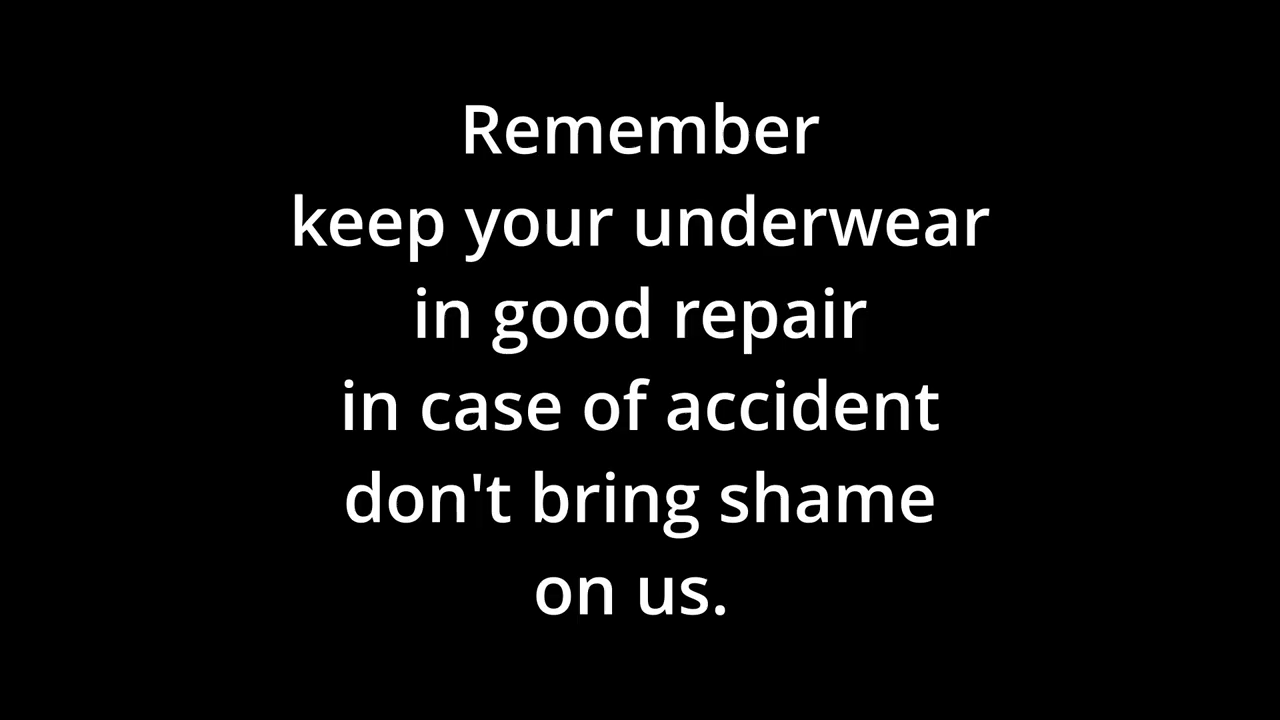 Remember
keep your underwear
in good repair
in case of accident
don't bring shame
on us.